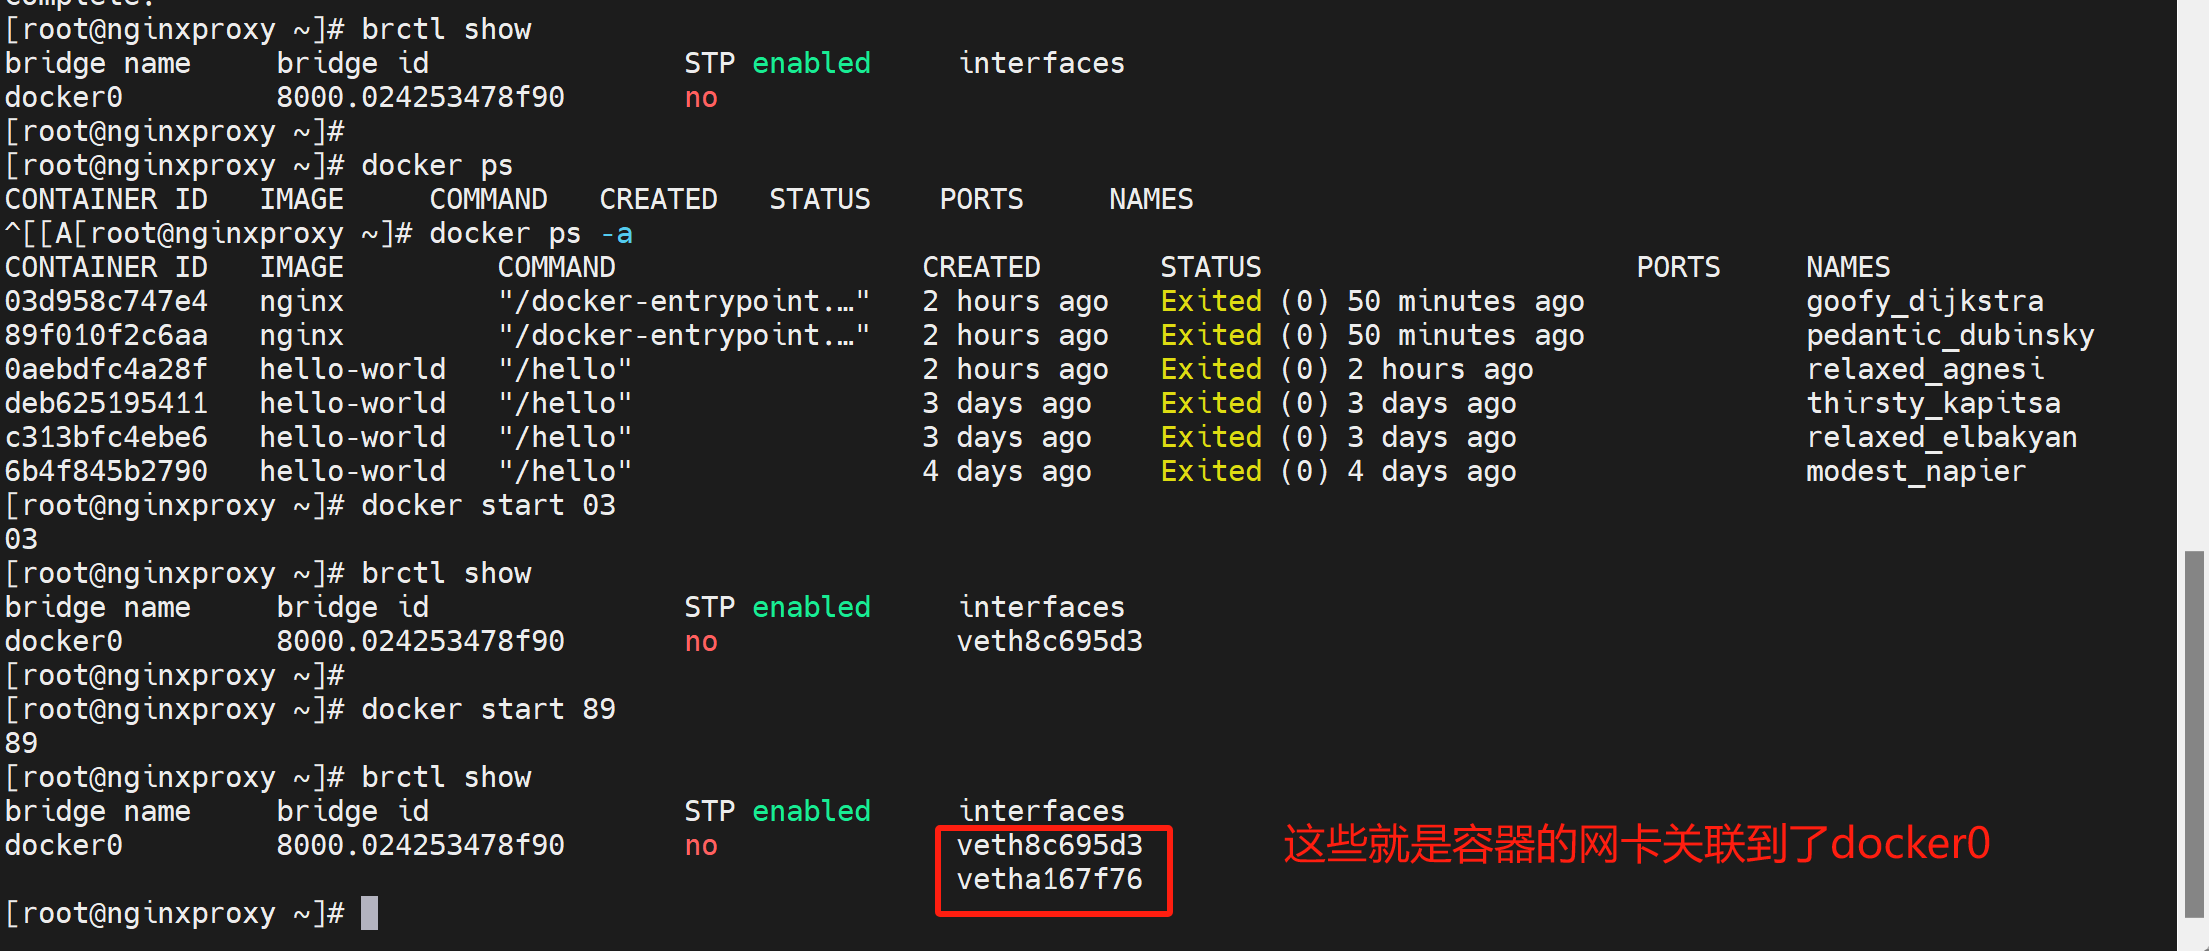 complete.
[root@nginxproxy ~]# brctl show
bridge name     bridge id               STP enabled     interfaces
docker0         8000.024253478f90       no
[root@nginxproxy ~]#
[root@nginxproxy ~]# docker ps
CONTAINER ID   IMAGE     COMMAND   CREATED   STATUS    PORTS     NAMES
^[[A[root@nginxproxy ~]# docker ps -a
CONTAINER ID   IMAGE         COMMAND                  CREATED       STATUS                      PORTS     NAMES
03d958c747e4   nginx         "/docker-entrypoint.…"   2 hours ago   Exited (0) 50 minutes ago             goofy_dijkstra
89f010f2c6aa   nginx         "/docker-entrypoint.…"   2 hours ago   Exited (0) 50 minutes ago             pedantic_dubinsky
0aebdfc4a28f   hello-world   "/hello"                 2 hours ago   Exited (0) 2 hours ago                relaxed_agnesi
deb625195411   hello-world   "/hello"                 3 days ago    Exited (0) 3 days ago                 thirsty_kapitsa
c313bfc4ebe6   hello-world   "/hello"                 3 days ago    Exited (0) 3 days ago                 relaxed_elbakyan
6b4f845b2790   hello-world   "/hello"                 4 days ago    Exited (0) 4 days ago                 modest_napier
[root@nginxproxy ~]# docker start 03
03
[root@nginxproxy ~]# brctl show
bridge name     bridge id               STP enabled     interfaces
docker0         8000.024253478f90       no              veth8c695d3
[root@nginxproxy ~]#
[root@nginxproxy ~]# docker start 89
89
[root@nginxproxy ~]# brctl show
bridge name     bridge id               STP enabled     interfaces
docker0         8000.024253478f90       no              veth8c695d3
这些就是容器的网卡关联到了docker0
vetha167f76
[root@nginxproxy ~]#